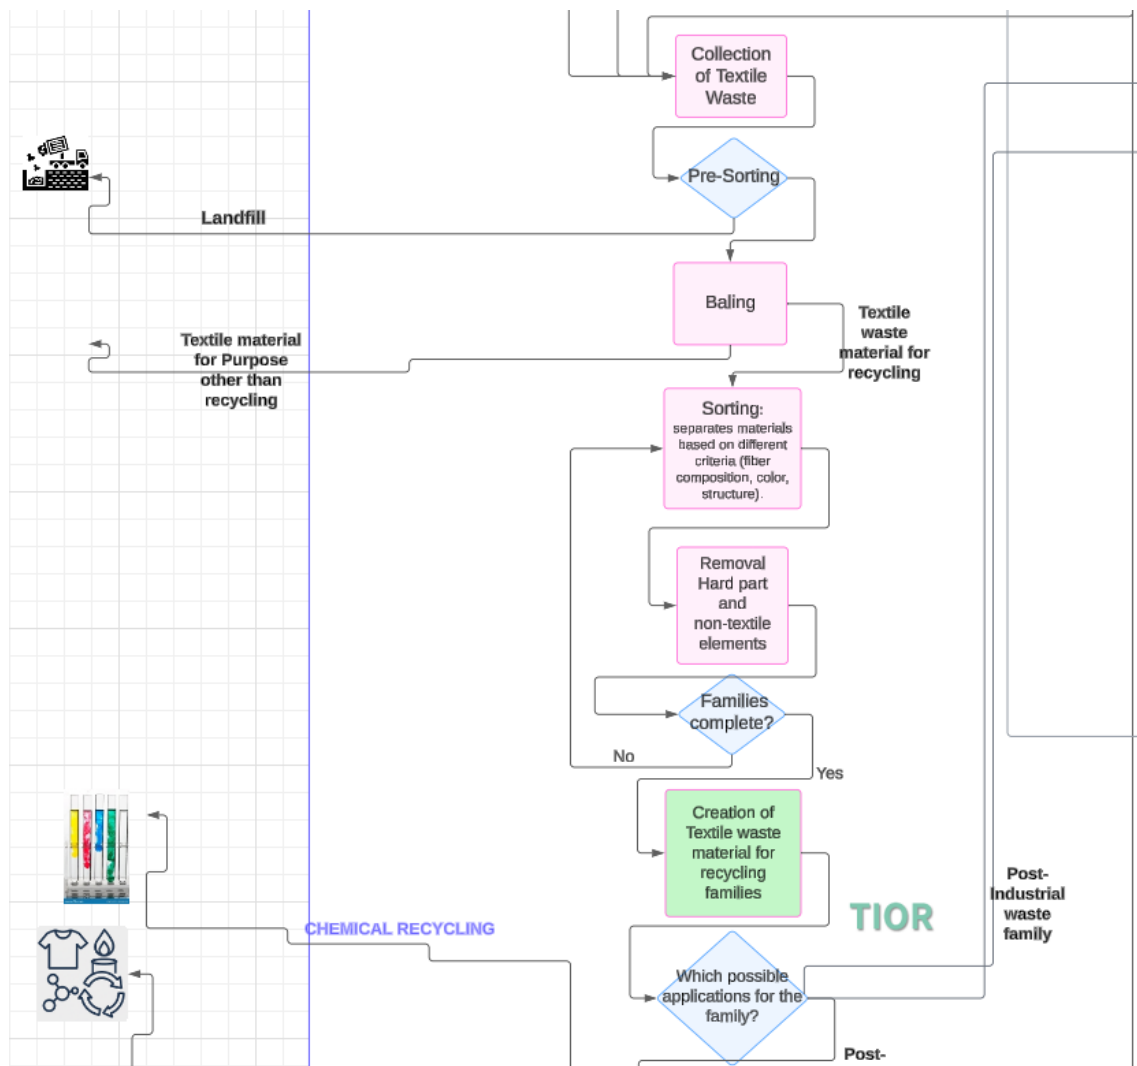 Collection
of Textile
Waste
Pre-Sorting
Landfill
Baling
Textile
waste
material for
recycling
Textile material
for Purpose
other than
recycling
Sorting:
separates materials
based on different
criteria (fiber
composition, color,
structure).
Removal
Hard part
and
non-textile
elements
Families
complete?
No
Yes
Creation of
Textile waste
material for
recycling
families
Post-
Industrial
waste
family
TIOR
CHEMICAL RECYCLING
Which possible
applications for the
family?
Post-